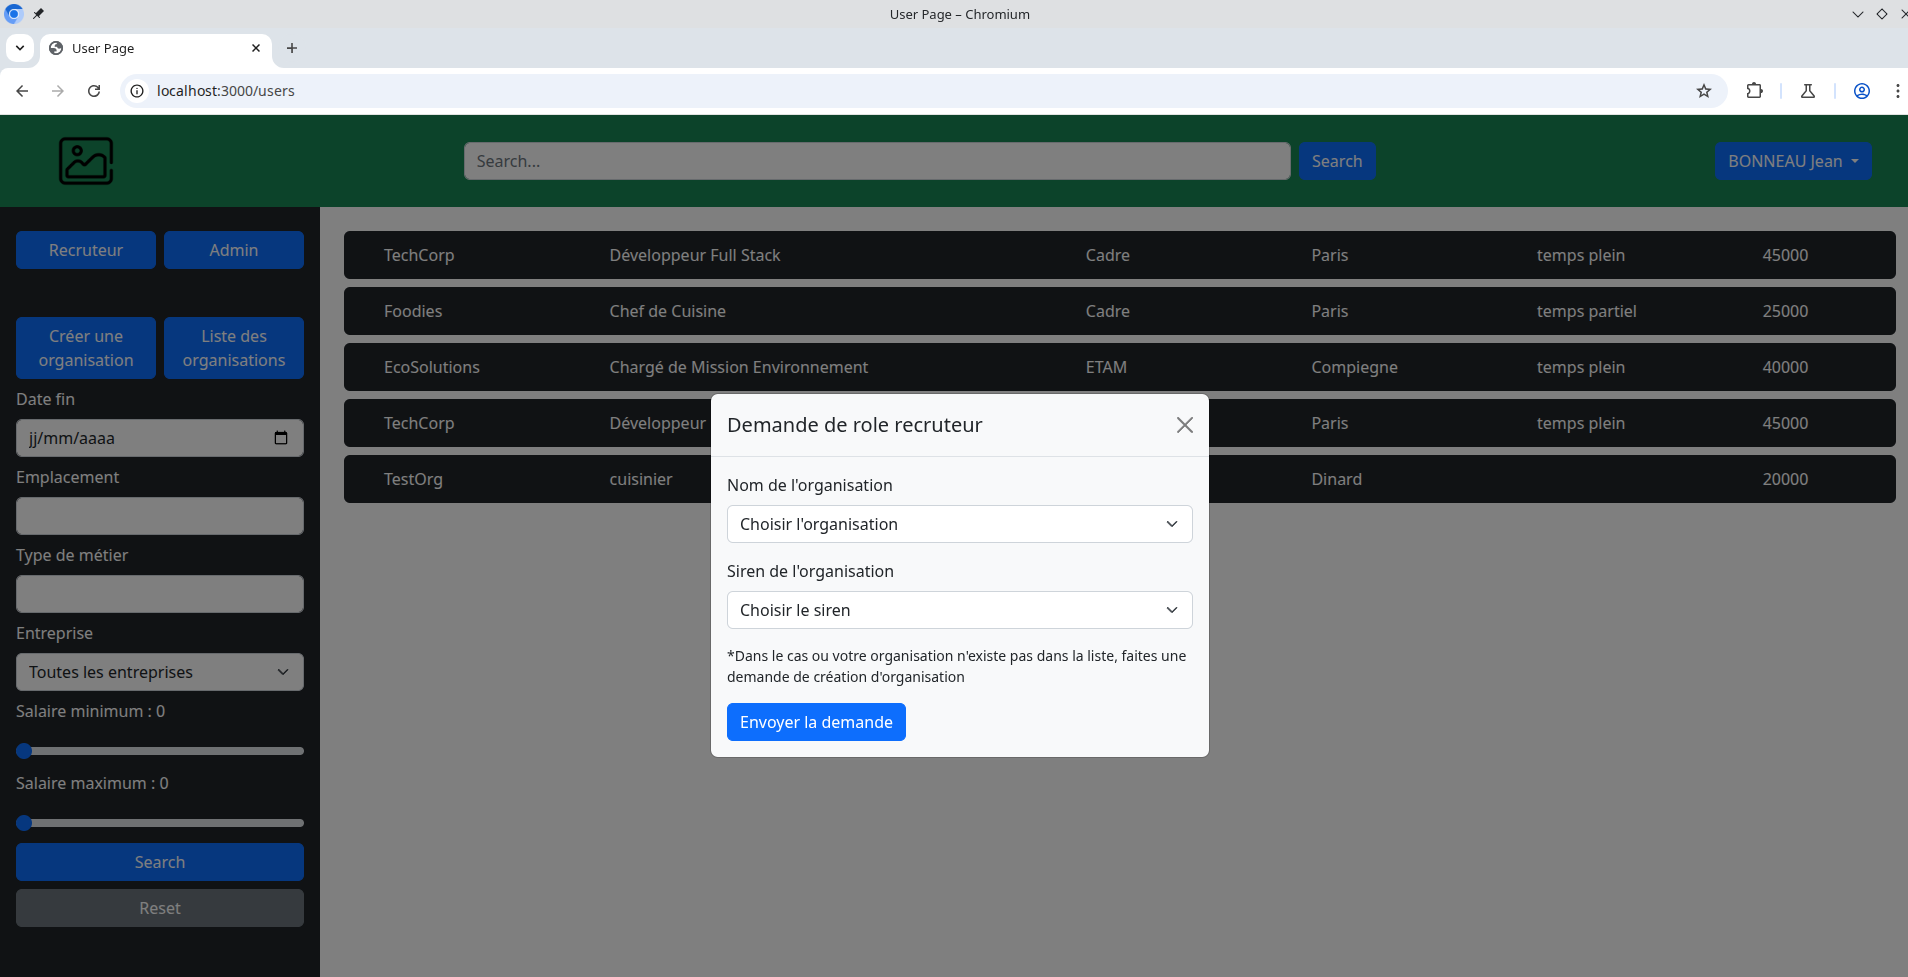 User Page – Chromium
User Page
localhost:3000/users
Search...
Search
BONNEAU Jean
Recruteur
Admin
Créer une
organisation
Liste des
organisations
Date fin
jj/mm/aaaa
Emplacement
Type de métier
Entreprise
Toutes les entreprises
Salaire minimum : 0
Salaire maximum : 0
Search
Reset
TechCorp Développeur Full Stack Cadre Paris temps plein 45000
Foodies Chef de Cuisine Cadre Paris temps partiel 25000
EcoSolutions Chargé de Mission Environnement ETAM Compiegne temps plein 40000
TechCorp Développeur Paris temps plein 45000
TestOrg cuisinier Dinard 20000
Demande de role recruteur
Nom de l'organisation
Choisir l'organisation
Siren de l'organisation
Choisir le siren
*Dans le cas ou votre organisation n'existe pas dans la liste, faites une
demande de création d'organisation
Envoyer la demande